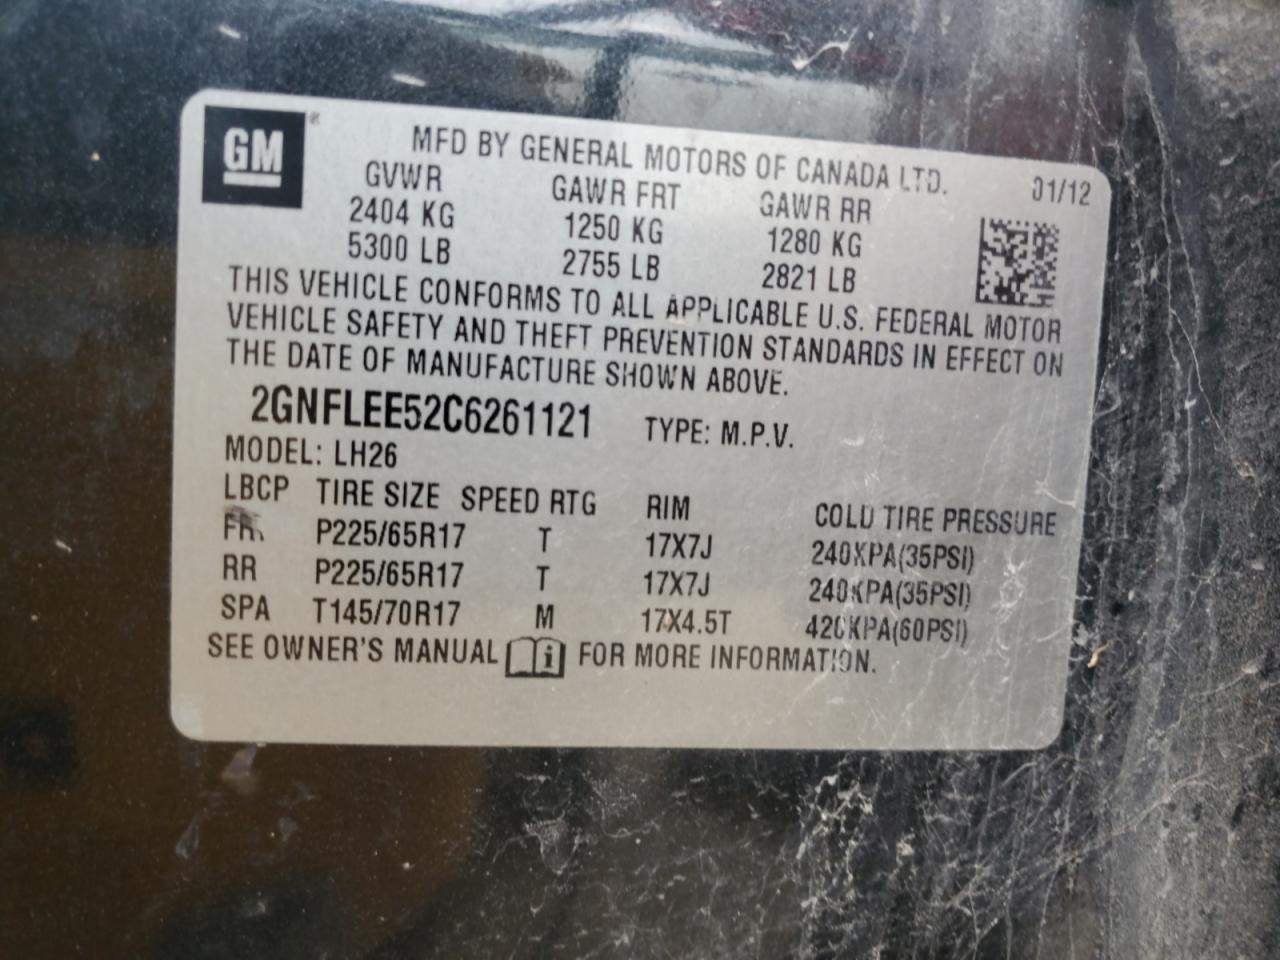 GM
MFD BY GENERAL MOTORS OF CANADA LTD. 01/12
GVWR GAWR FRT GAWR RR
2404 KG 1250 KG 1280 KG
5300 LB 2755 LB 2821 LB
THIS VEHICLE CONFORMS TO ALL APPLICABLE U.S. FEDERAL MOTOR
VEHICLE SAFETY AND THEFT PREVENTION STANDARDS IN EFFECT ON
THE DATE OF MANUFACTURE SHOWN ABOVE.
2GNFLEE52C6261121 TYPE: M.P.V.
MODEL: LH26
LBCP TIRE SIZE SPEED RTG RIM COLD TIRE PRESSURE
FR P225/65R17 T 17X7J 240KPA(35PSI)
RR P225/65R17 T 17X7J 240KPA(35PSI)
SPA T145/70R17 M 17X4.5T 420KPA(60PSI)
SEE OWNER'S MANUAL FOR MORE INFORMATION.